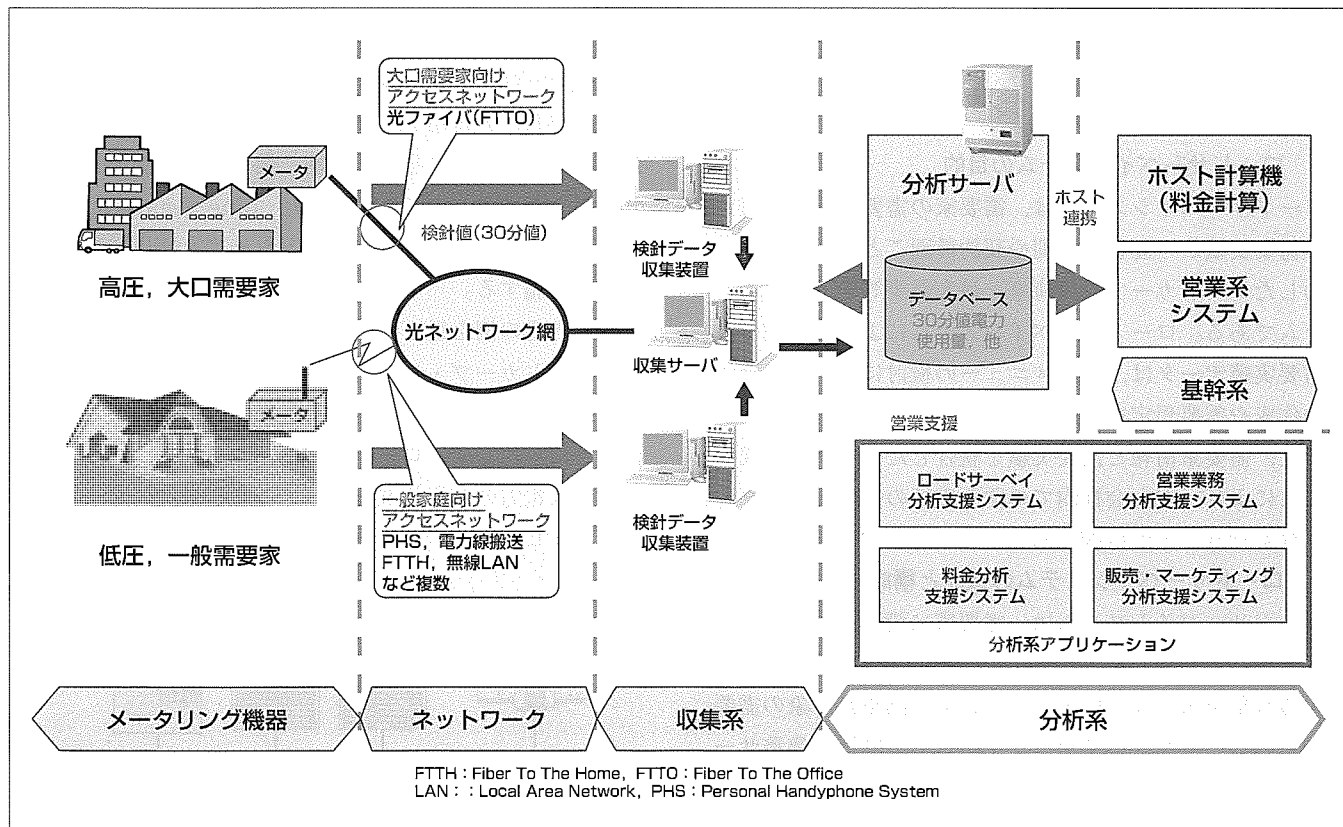 大口需要家向け
アクセスネットワーク
光ファイバ(FTTO)
メータ
検針値(30分値)
高圧，大口需要家
光ネットワーク網
メータ
低圧，一般需要家
一般家庭向け
アクセスネットワーク
PHS，電力線搬送
FTTH，無線LAN
など複数
検針データ
収集装置
収集サーバ
検針データ
収集装置
分析サーバ
データベース
30分値電力
使用量，他
ホスト
連携
ホスト計算機
(料金計算)
営業系
システム
基幹系
営業支援
ロードサーベイ
分析支援システム
営業業務
分析支援システム
料金分析
支援システム
販売・マーケティング
分析支援システム
分析系アプリケーション
メータリング機器
ネットワーク
収集系
分析系
FTTH：Fiber To The Home，FTTO：Fiber To The Office
LAN：：Local Area Network，PHS：Personal Handyphone System